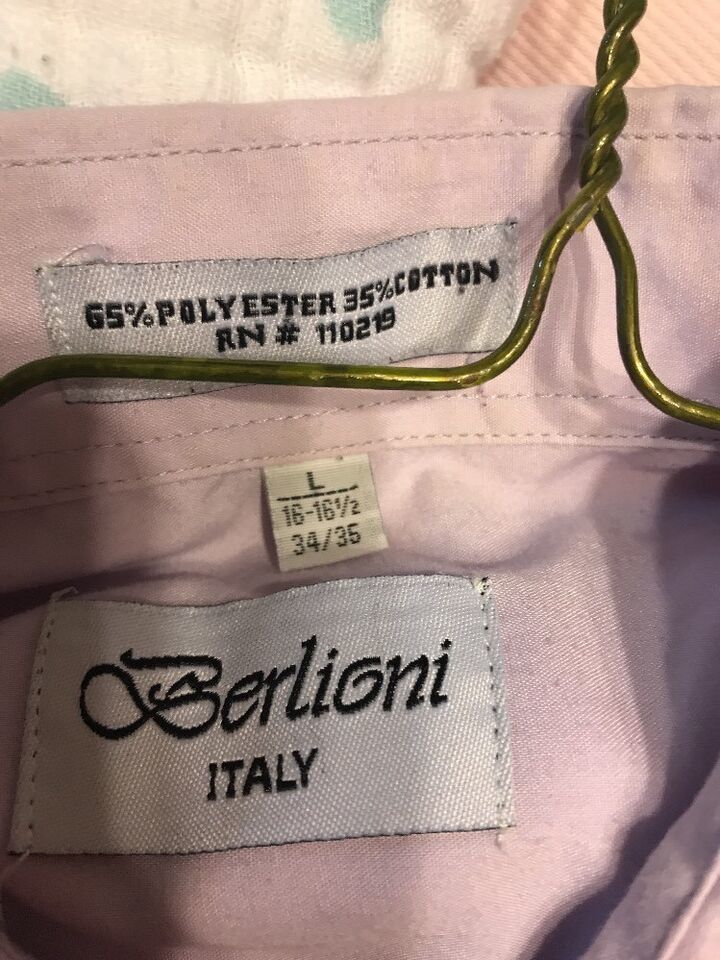 65% POLYESTER 35% COTTON
RN # 110219
L
16-16½
34/35
Berlioni
ITALY